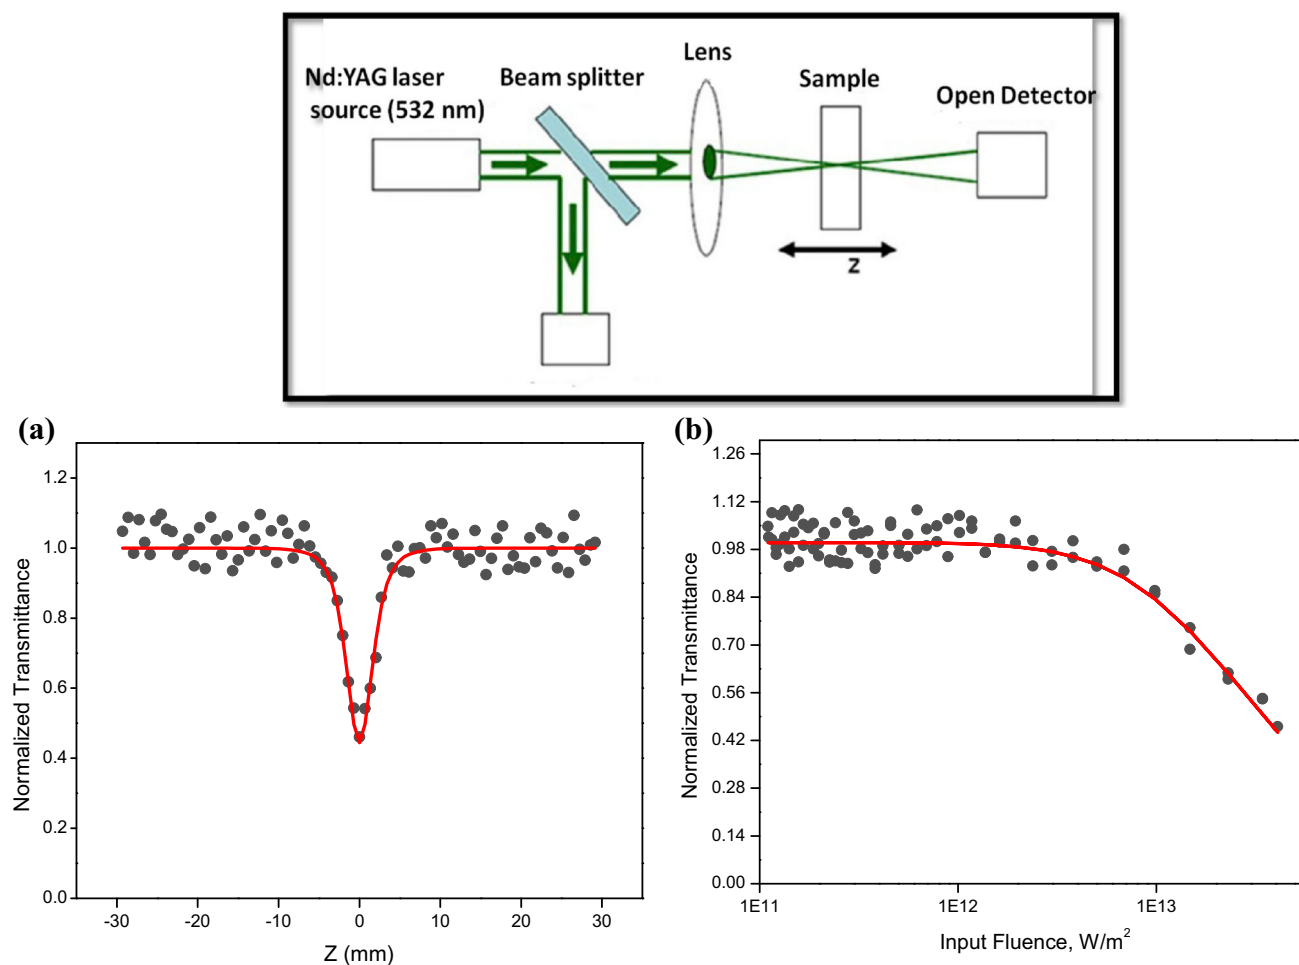 Nd:YAG laser
source (532 nm)
Beam splitter
Lens
Sample
Open Detector
z
(a)
1.2
1.0
0.8
0.6
0.4
0.2
0.0
-30
-20
-10
0
10
20
30
Normalized Transmittance
Z (mm)
(b)
1.26
1.12
0.98
0.84
0.70
0.56
0.42
0.28
0.14
0.00
1E11
1E12
1E13
Normalized Transmittance
Input Fluence, W/m²